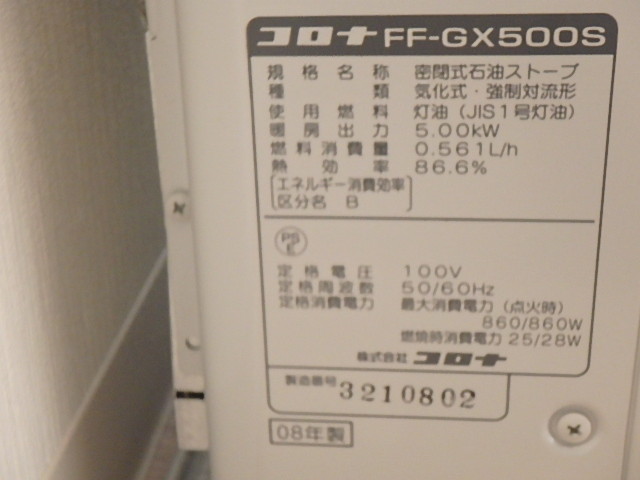 コロナ FF-GX500S
規格名称 密閉式石油ストーブ
種類 気化式・強制対流形
使用燃料 灯油（JIS1号灯油）
暖房出力 5.00kW
燃料消費量 0.561L/h
熱効率 86.6%
エネルギー消費効率
区分名 B
PS
E
定格電圧 100V
定格周波数 50/60Hz
定格消費電力 最大消費電力（点火時）
860/860W
燃焼時消費電力 25/28W
株式会社 コロナ
製造番号 3210802
08年製